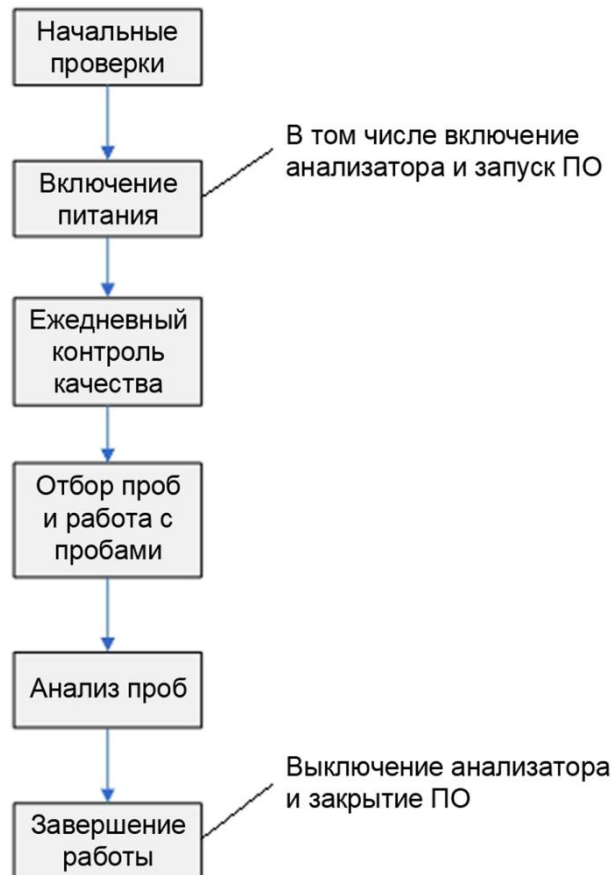 Начальные
проверки
В том числе включение
анализатора и запуск ПО
Включение
питания
Ежедневный
контроль
качества
Отбор проб
и работа с
пробами
Анализ проб
Выключение анализатора
и закрытие ПО
Завершение
работы